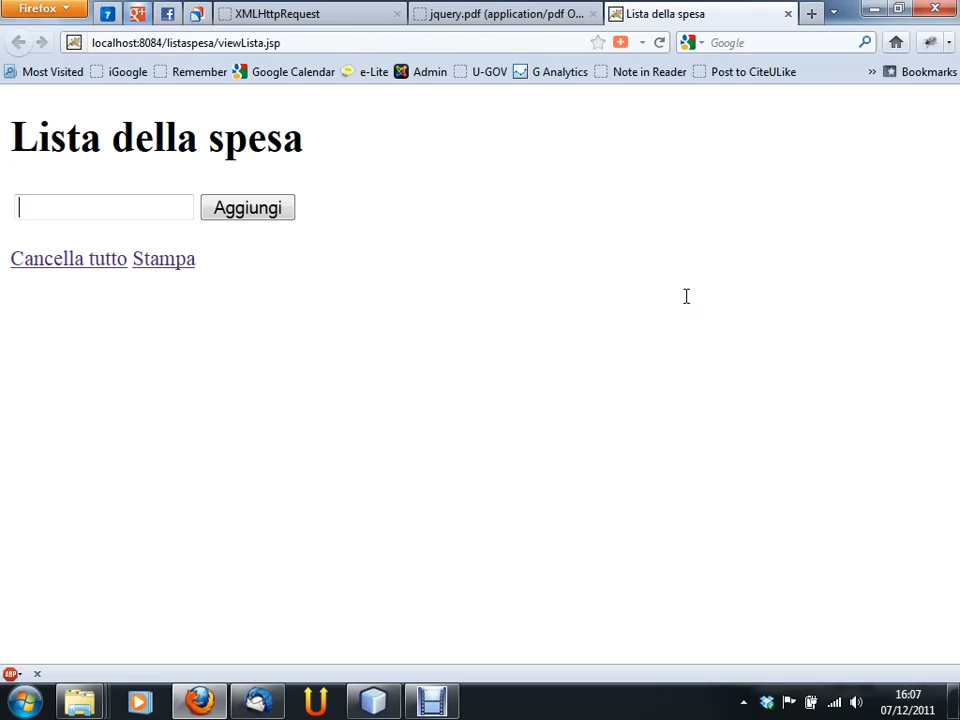 Firefox
7
XMLHttpRequest
jquery.pdf (application/pdf O...
Lista della spesa
localhost:8084/listaspesa/viewLista.jsp
Google
Most Visited
iGoogle
Remember
Google Calendar
e-Lite
Admin
U-GOV
G Analytics
Note in Reader
Post to CiteULike
»
Bookmarks
Lista della spesa
Aggiungi
Cancella tutto Stampa
ABP
16:07
07/12/2011